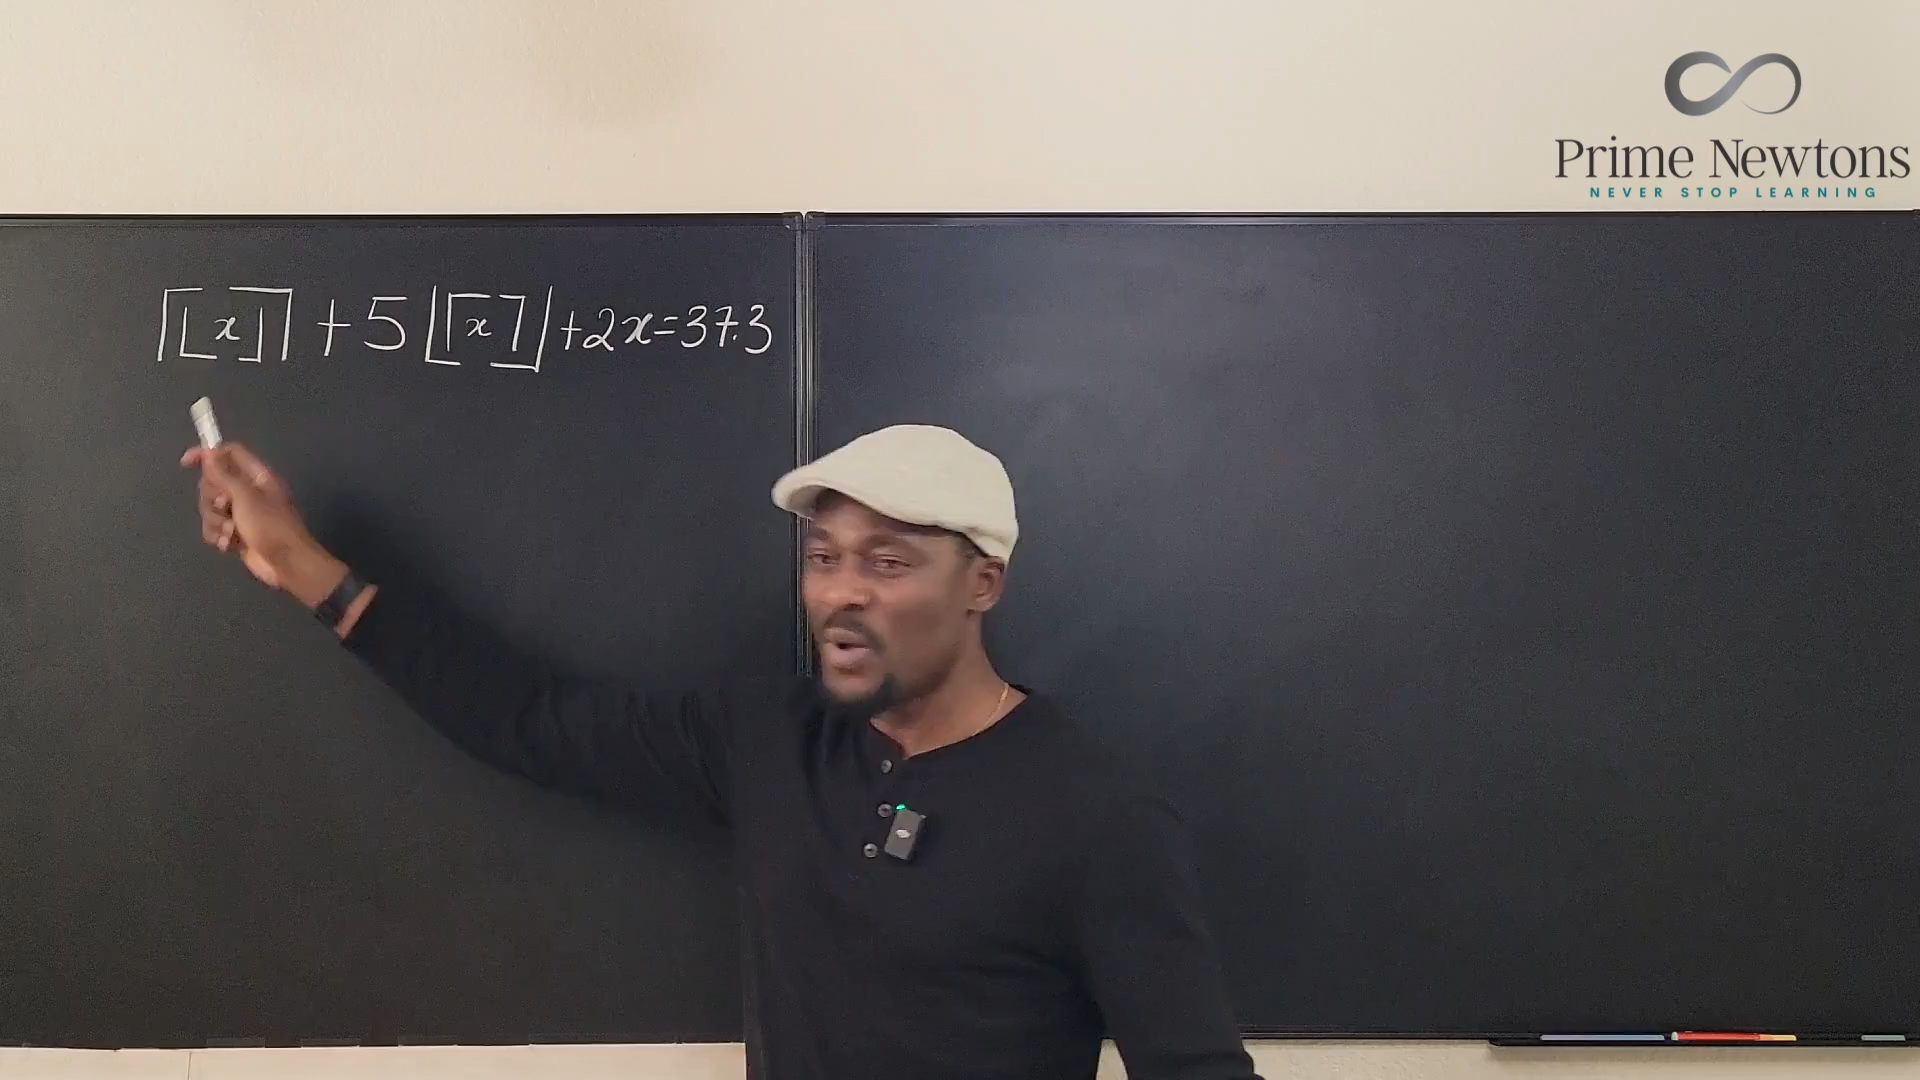 Prime Newtons
NEVER STOP LEARNING
⌈⌊x⌋⌉ + 5⌊⌈x⌉⌋ + 2x = 37.3